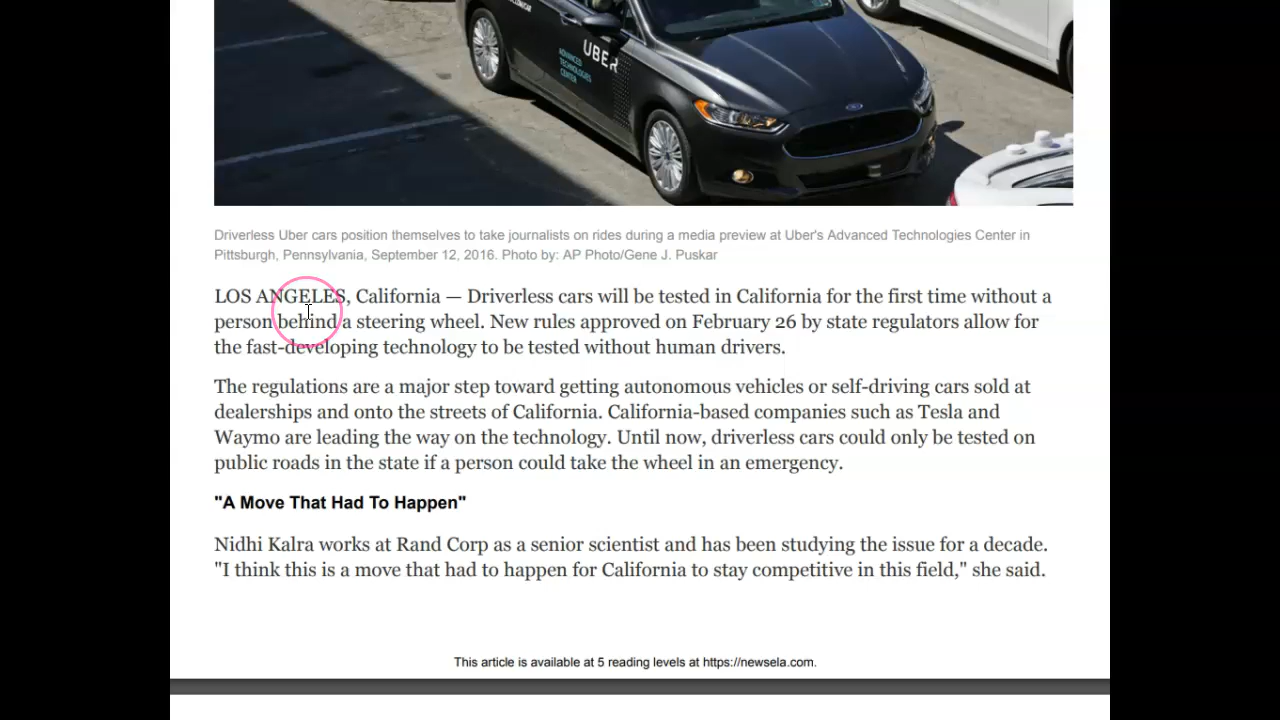 UBER
ADVANCED
TECHNOLOGIES
CENTER
Driverless Uber cars position themselves to take journalists on rides during a media preview at Uber's Advanced Technologies Center in
Pittsburgh, Pennsylvania, September 12, 2016. Photo by: AP Photo/Gene J. Puskar
LOS ANGELES, California — Driverless cars will be tested in California for the first time without a
person behind a steering wheel. New rules approved on February 26 by state regulators allow for
the fast-developing technology to be tested without human drivers.
The regulations are a major step toward getting autonomous vehicles or self-driving cars sold at
dealerships and onto the streets of California. California-based companies such as Tesla and
Waymo are leading the way on the technology. Until now, driverless cars could only be tested on
public roads in the state if a person could take the wheel in an emergency.
"A Move That Had To Happen"
Nidhi Kalra works at Rand Corp as a senior scientist and has been studying the issue for a decade.
"I think this is a move that had to happen for California to stay competitive in this field," she said.
This article is available at 5 reading levels at https://newsela.com.